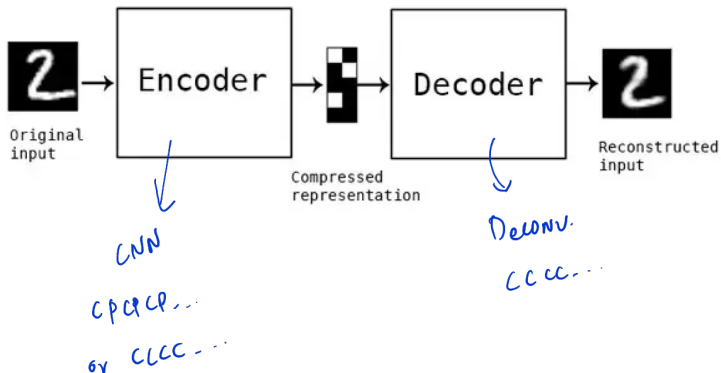 Encoder
Decoder
Original
input
Compressed
representation
Reconstructed
input
CNN
CPCPCP...
or CCCC...
Deconv.
CCCC...